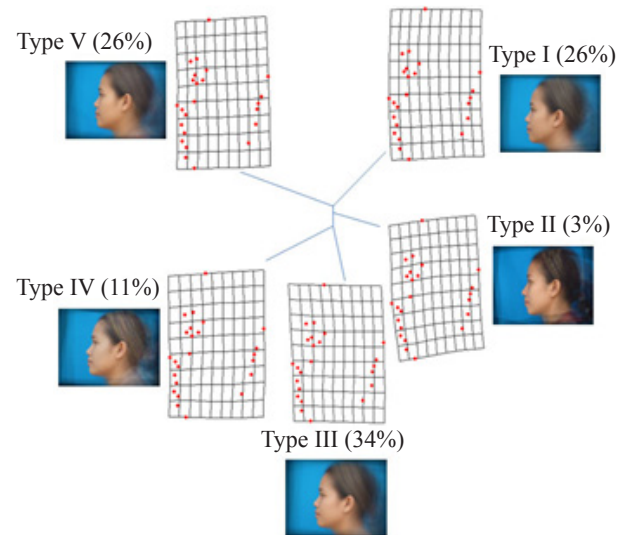 Type V (26%)
Type I (26%)
Type II (3%)
Type IV (11%)
Type III (34%)